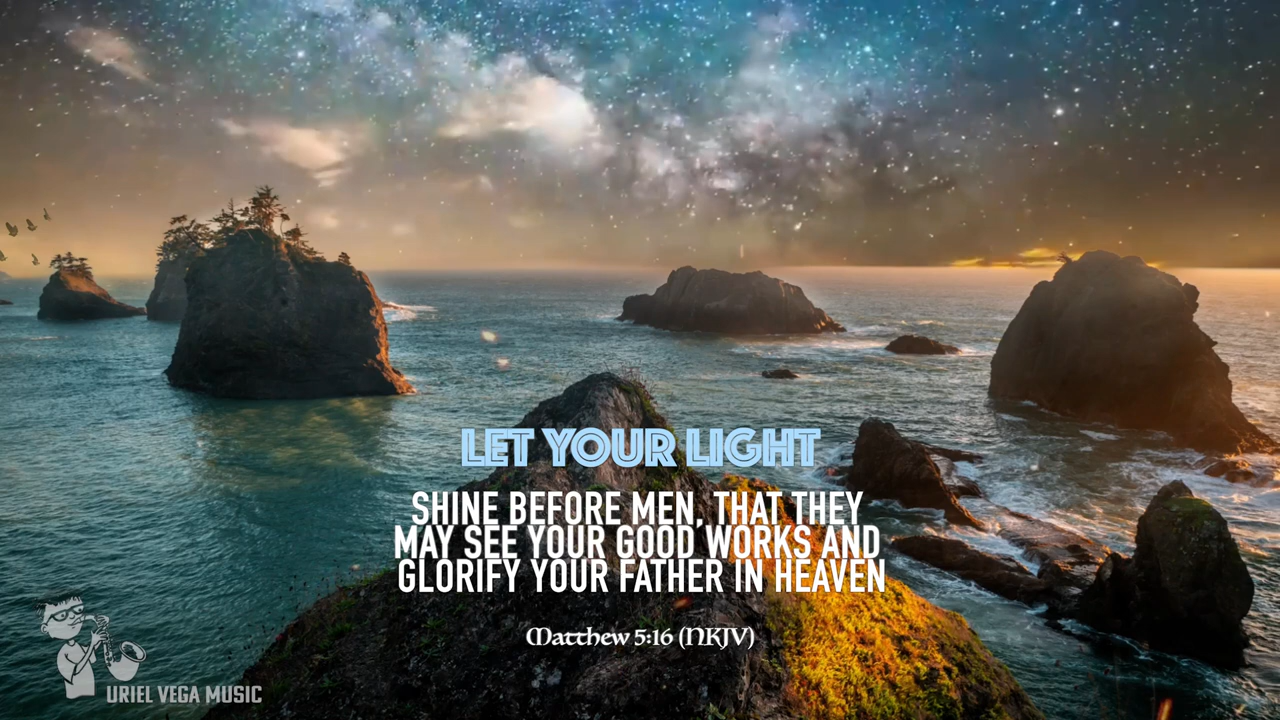 LET YOUR LIGHT
SHINE BEFORE MEN, THAT THEY
MAY SEE YOUR GOOD WORKS AND
GLORIFY YOUR FATHER IN HEAVEN
Matthew 5:16 (NKJV)
URIEL VEGA MUSIC